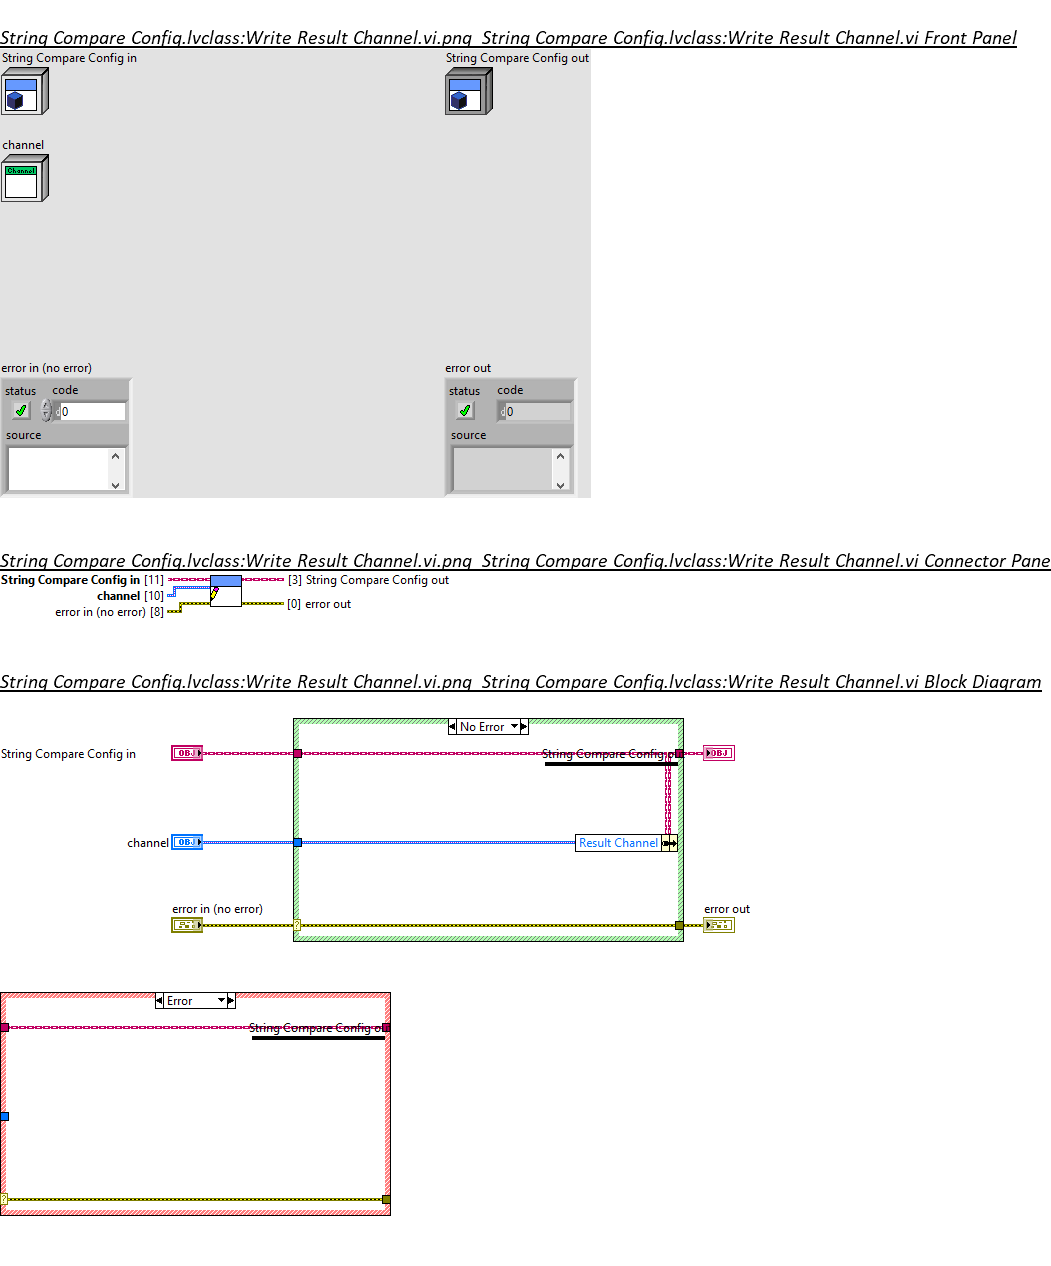 String Compare Config.lvclass:Write Result Channel.vi.png String Compare Config.lvclass:Write Result Channel.vi Front Panel
String Compare Config in
String Compare Config out
channel
Channel
error in (no error)
error out
status code
status code
0
0
source
source
String Compare Config.lvclass:Write Result Channel.vi.png String Compare Config.lvclass:Write Result Channel.vi Connector Pane
String Compare Config in [11]
[3] String Compare Config out
channel [10]
[0] error out
error in (no error) [8]
String Compare Config.lvclass:Write Result Channel.vi.png String Compare Config.lvclass:Write Result Channel.vi Block Diagram
No Error
String Compare Config in
OBJ
String Compare Config
OBJ
channel
OBJ
Result Channel
error in (no error)
error out
?
Error
String Compare Config
?